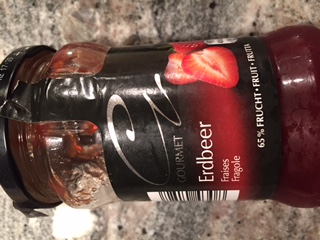 GOURMET
Erdbeer
Fraises
Fragole
65 % FRUCHT • FRUIT • FRUTTA